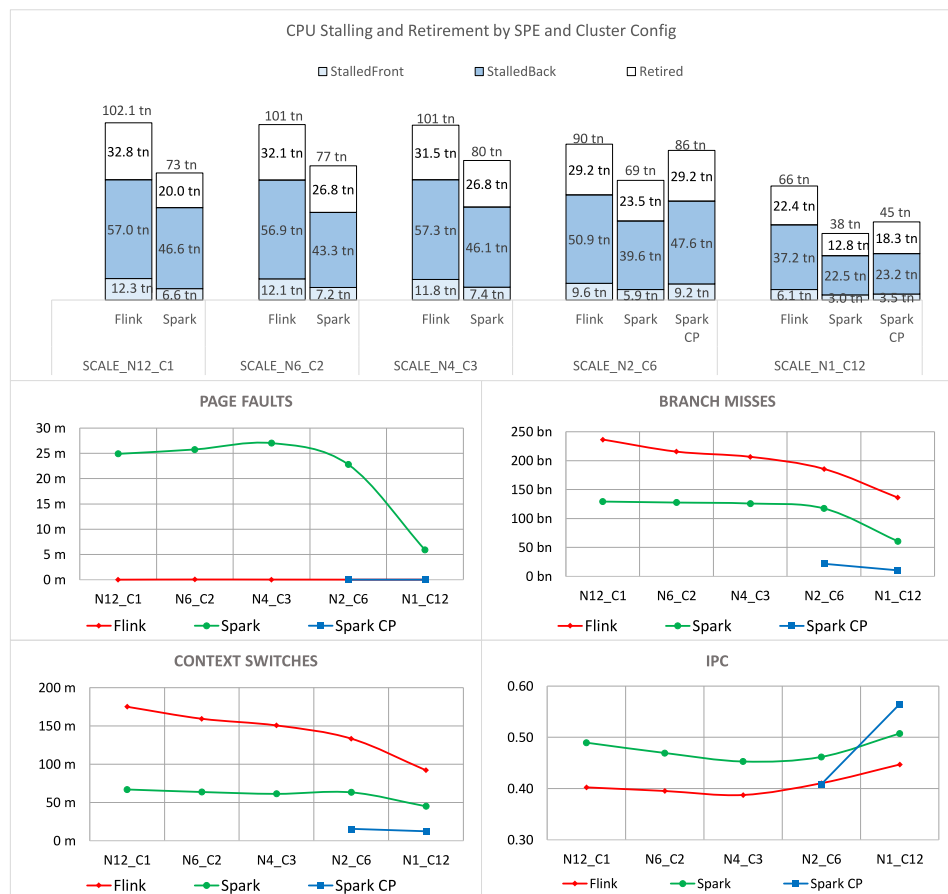 CPU Stalling and Retirement by SPE and Cluster Config
StalledFront StalledBack Retired
102.1 tn 73 tn 101 tn 77 tn 101 tn 80 tn 90 tn 69 tn 86 tn 66 tn 38 tn 45 tn
32.8 tn 20.0 tn 32.1 tn 26.8 tn 31.5 tn 26.8 tn 29.2 tn 23.5 tn 29.2 tn 22.4 tn 12.8 tn 18.3 tn
57.0 tn 46.6 tn 56.9 tn 43.3 tn 57.3 tn 46.1 tn 50.9 tn 39.6 tn 47.6 tn 37.2 tn 22.5 tn 23.2 tn
12.3 tn 6.6 tn 12.1 tn 7.2 tn 11.8 tn 7.4 tn 9.6 tn 5.9 tn 9.2 tn 6.1 tn 3.0 tn 3.5 tn
Flink Spark Flink Spark Flink Spark Flink Spark Spark Flink Spark Spark
CP CP
SCALE_N12_C1 SCALE_N6_C2 SCALE_N4_C3 SCALE_N2_C6 SCALE_N1_C12
PAGE FAULTS
30 m
25 m
20 m
15 m
10 m
5 m
0 m
N12_C1 N6_C2 N4_C3 N2_C6 N1_C12
Flink Spark Spark CP
BRANCH MISSES
250 bn
200 bn
150 bn
100 bn
50 bn
0 bn
N12_C1 N6_C2 N4_C3 N2_C6 N1_C12
Flink Spark Spark CP
CONTEXT SWITCHES
200 m
150 m
100 m
50 m
0 m
N12_C1 N6_C2 N4_C3 N2_C6 N1_C12
Flink Spark Spark CP
IPC
0.60
0.50
0.40
0.30
N12_C1 N6_C2 N4_C3 N2_C6 N1_C12
Flink Spark Spark CP